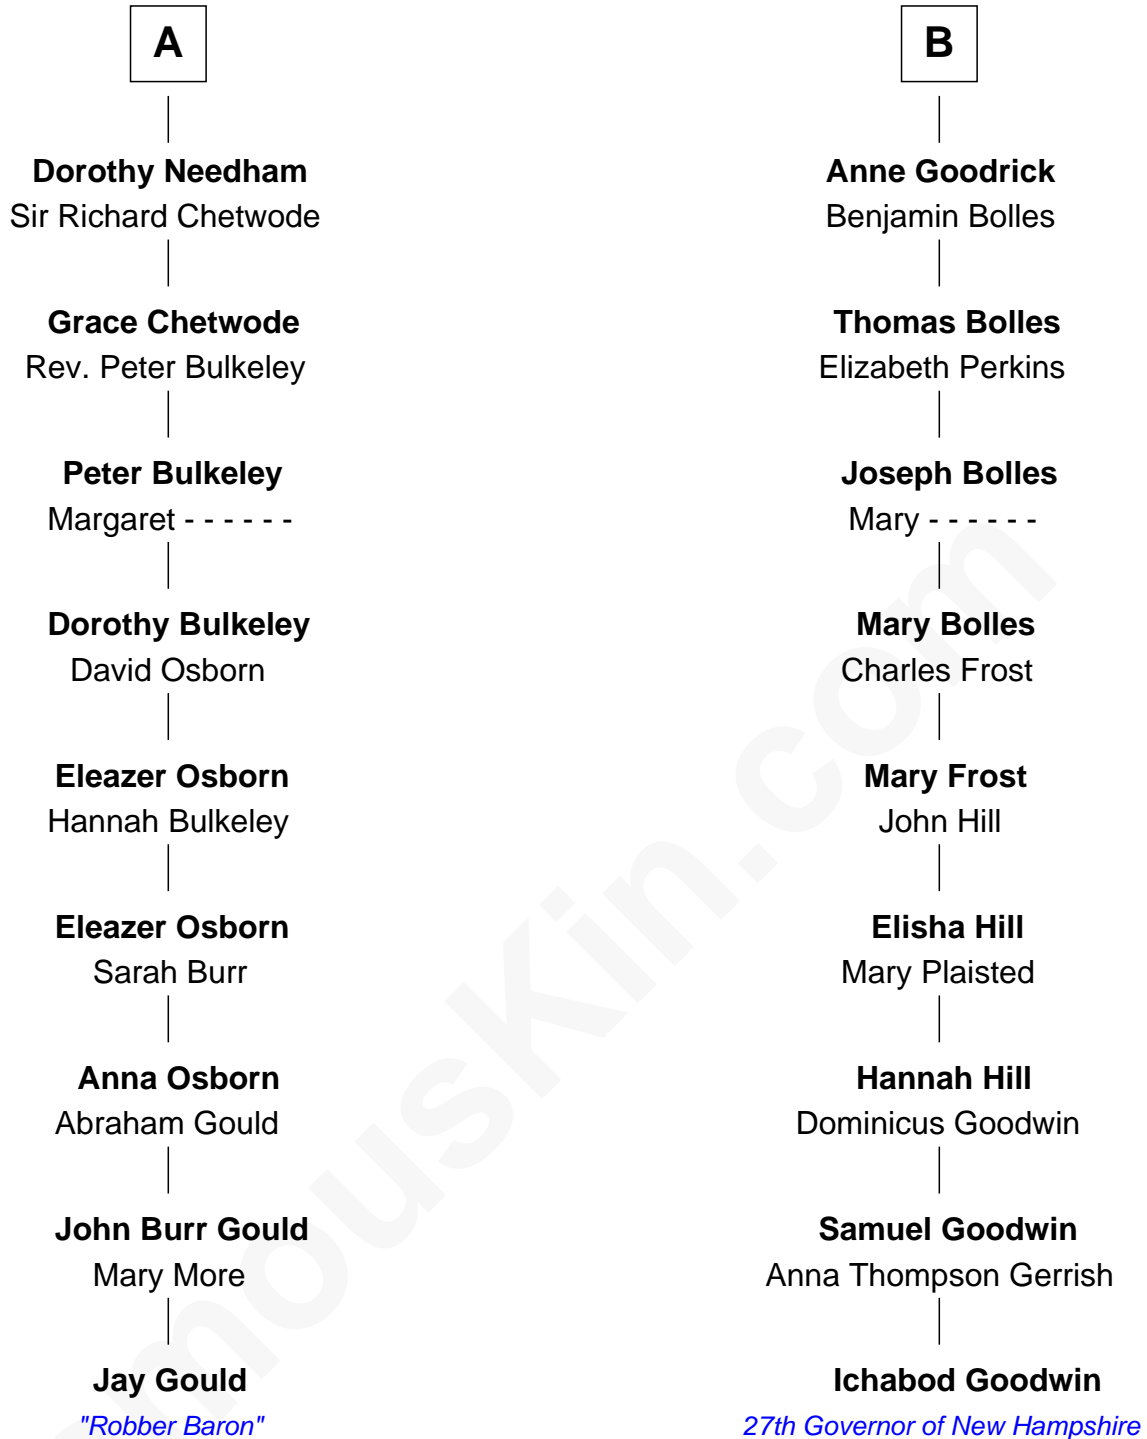 A
Dorothy Needham
Sir Richard Chetwode
Grace Chetwode
Rev. Peter Bulkeley
Peter Bulkeley
Margaret - - - - - -
Dorothy Bulkeley
David Osborn
Eleazer Osborn
Hannah Bulkeley
Eleazer Osborn
Sarah Burr
Anna Osborn
Abraham Gould
John Burr Gould
Mary More
Jay Gould
"Robber Baron"
B
Anne Goodrick
Benjamin Bolles
Thomas Bolles
Elizabeth Perkins
Joseph Bolles
Mary - - - - - -
Mary Bolles
Charles Frost
Mary Frost
John Hill
Elisha Hill
Mary Plaisted
Hannah Hill
Dominicus Goodwin
Samuel Goodwin
Anna Thompson Gerrish
Ichabod Goodwin
27th Governor of New Hampshire
mousKin.com